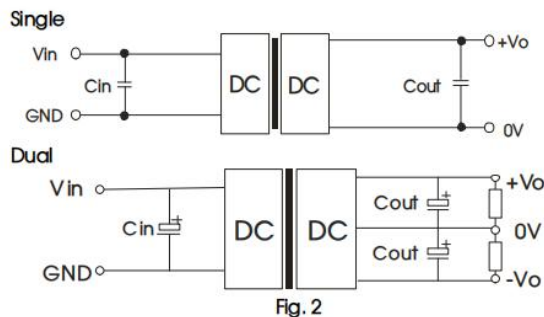 Single
Vin
Cin
GND
DC
DC
Cout
+Vo
0V
Dual
Vin
Cin
GND
DC
DC
Cout
Cout
+
+
+
+Vo
0V
-Vo
Fig. 2